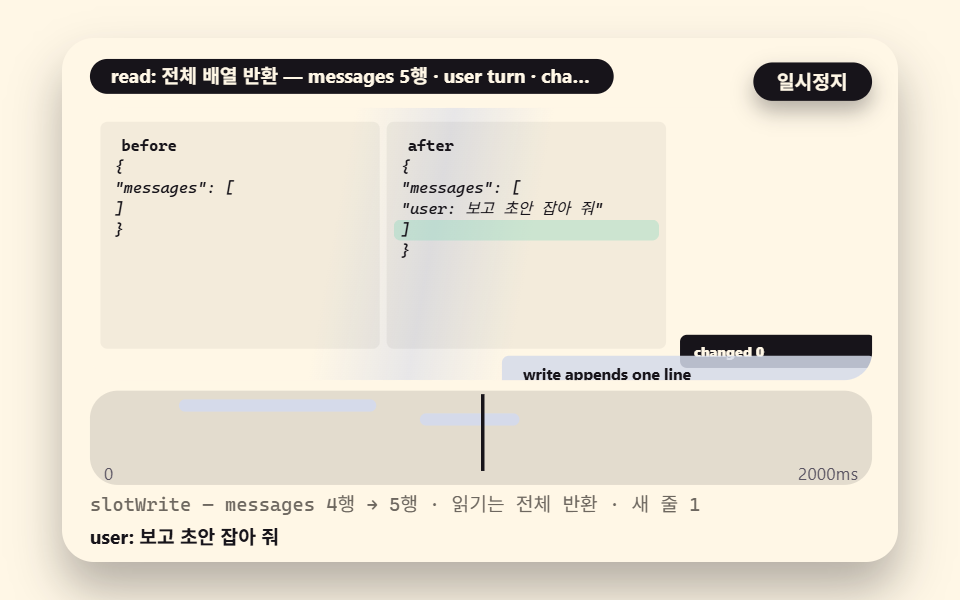 read: 전체 배열 반환 — messages 5행 · user turn · cha…
일시정지
before
{
"messages": [
]
}
after
{
"messages": [
"user: 보고 초안 잡아 줘"
]
}
changed 0
write appends one line
0
2000ms
slotWrite — messages 4행 → 5행 · 읽기는 전체 반환 · 새 줄 1
user: 보고 초안 잡아 줘